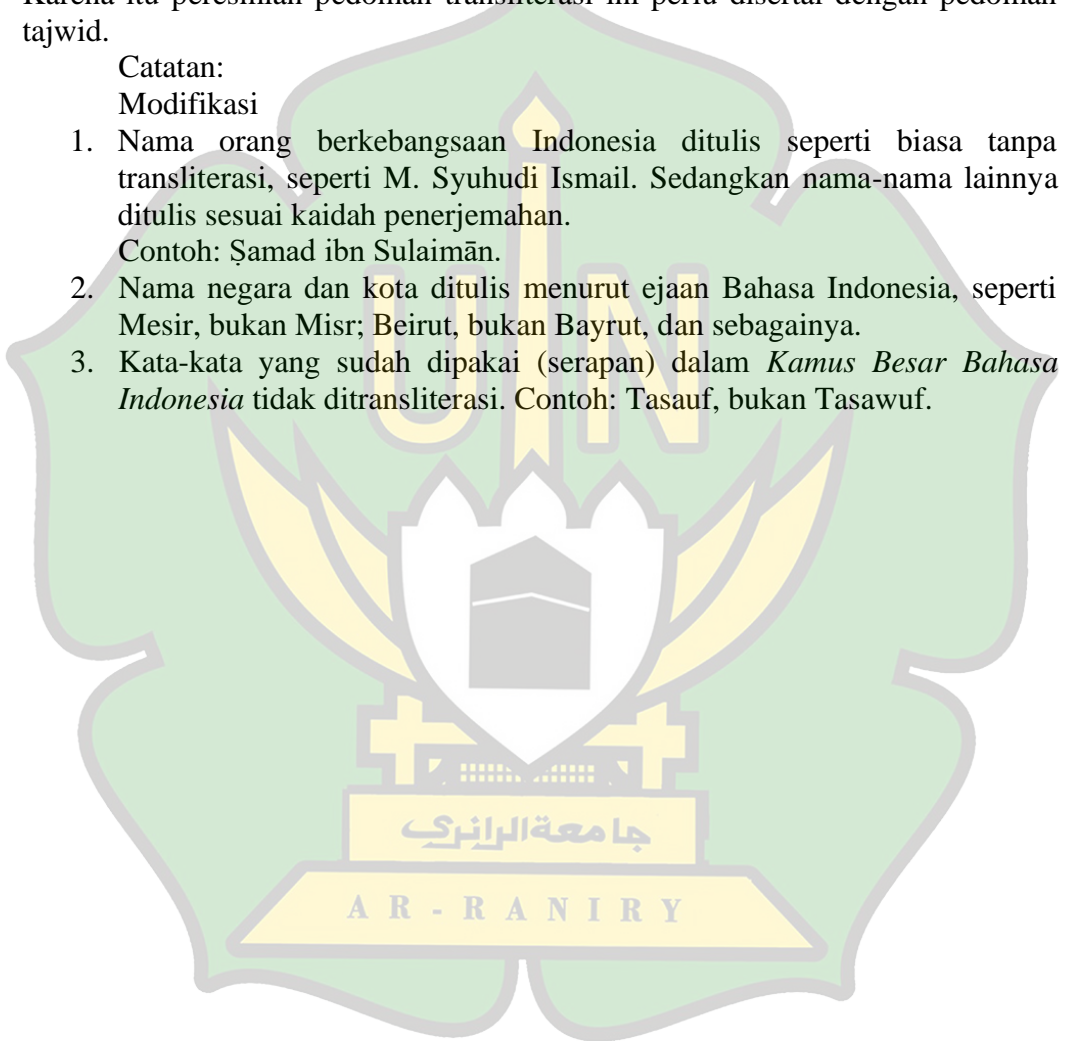 Karena itu peresmian pedoman transliterasi ini perlu disertai dengan pedoman
tajwid.
Catatan:
Modifikasi
1. Nama orang berkebangsaan Indonesia ditulis seperti biasa tanpa
transliterasi, seperti M. Syuhudi Ismail. Sedangkan nama-nama lainnya
ditulis sesuai kaidah penerjemahan.
Contoh: Ṣamad ibn Sulaimān.
2. Nama negara dan kota ditulis menurut ejaan Bahasa Indonesia, seperti
Mesir, bukan Misr; Beirut, bukan Bayrut, dan sebagainya.
3. Kata-kata yang sudah dipakai (serapan) dalam Kamus Besar Bahasa
Indonesia tidak ditransliterasi. Contoh: Tasauf, bukan Tasawuf.
UIN
جامعة الرانري
AR-RANIRY